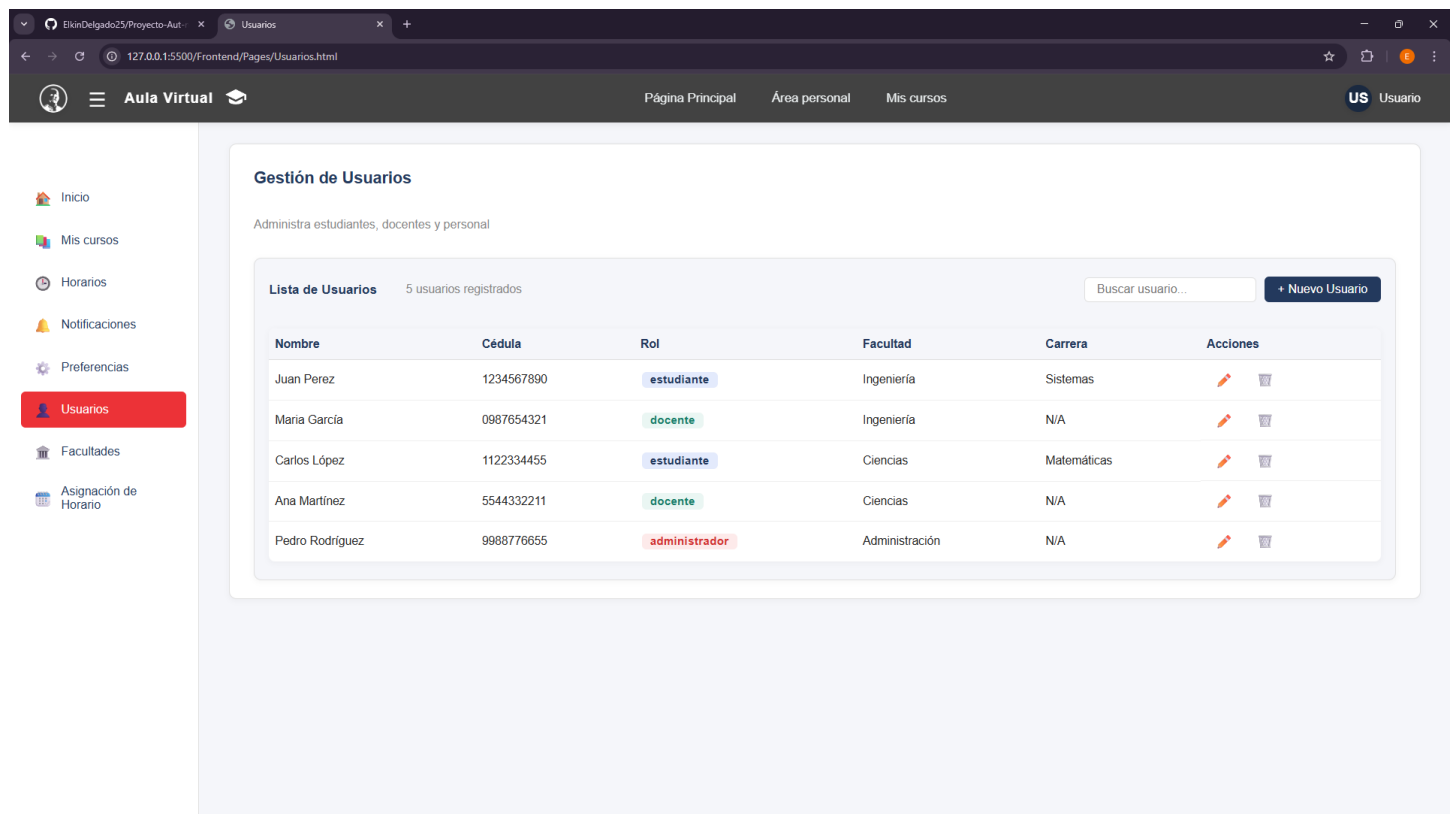 ElkinDelgado25/Proyecto-Aut-
Usuarios
127.0.0.1:5500/Frontend/Pages/Usuarios.html
E
Aula Virtual
Página Principal Área personal Mis cursos
US Usuario
Inicio
Mis cursos
Horarios
Notificaciones
Preferencias
Usuarios
Facultades
Asignación de
Horario
Gestión de Usuarios
Administra estudiantes, docentes y personal
Lista de Usuarios 5 usuarios registrados Buscar usuario... + Nuevo Usuario
Nombre Cédula Rol Facultad Carrera Acciones
Juan Perez 1234567890 estudiante Ingeniería Sistemas
Maria García 0987654321 docente Ingeniería N/A
Carlos López 1122334455 estudiante Ciencias Matemáticas
Ana Martínez 5544332211 docente Ciencias N/A
Pedro Rodríguez 9988776655 administrador Administración N/A